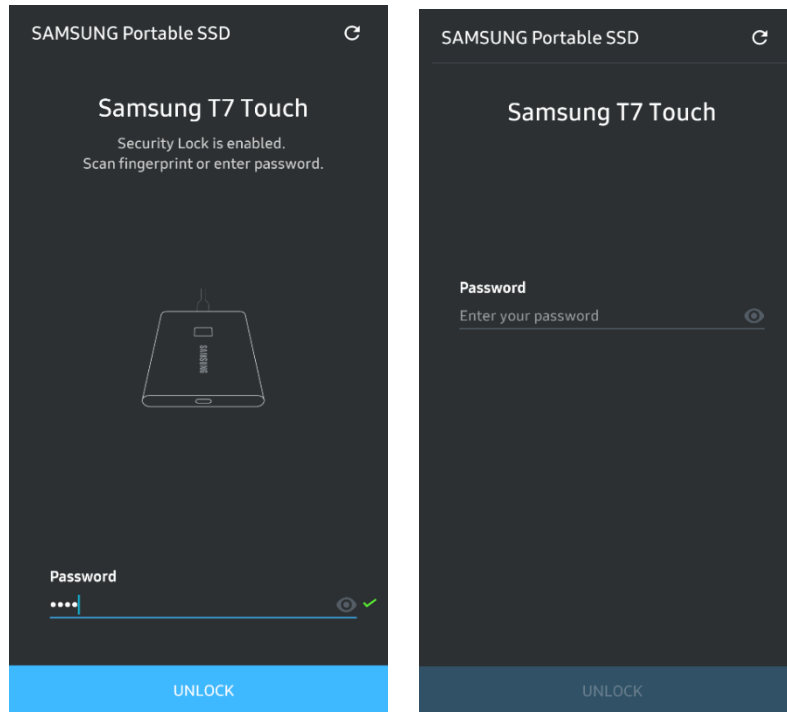 SAMSUNG Portable SSD
Samsung T7 Touch
Security Lock is enabled.
Scan fingerprint or enter password.
SAMSUNG
Password
••••
UNLOCK
SAMSUNG Portable SSD
Samsung T7 Touch
Password
Enter your password
UNLOCK